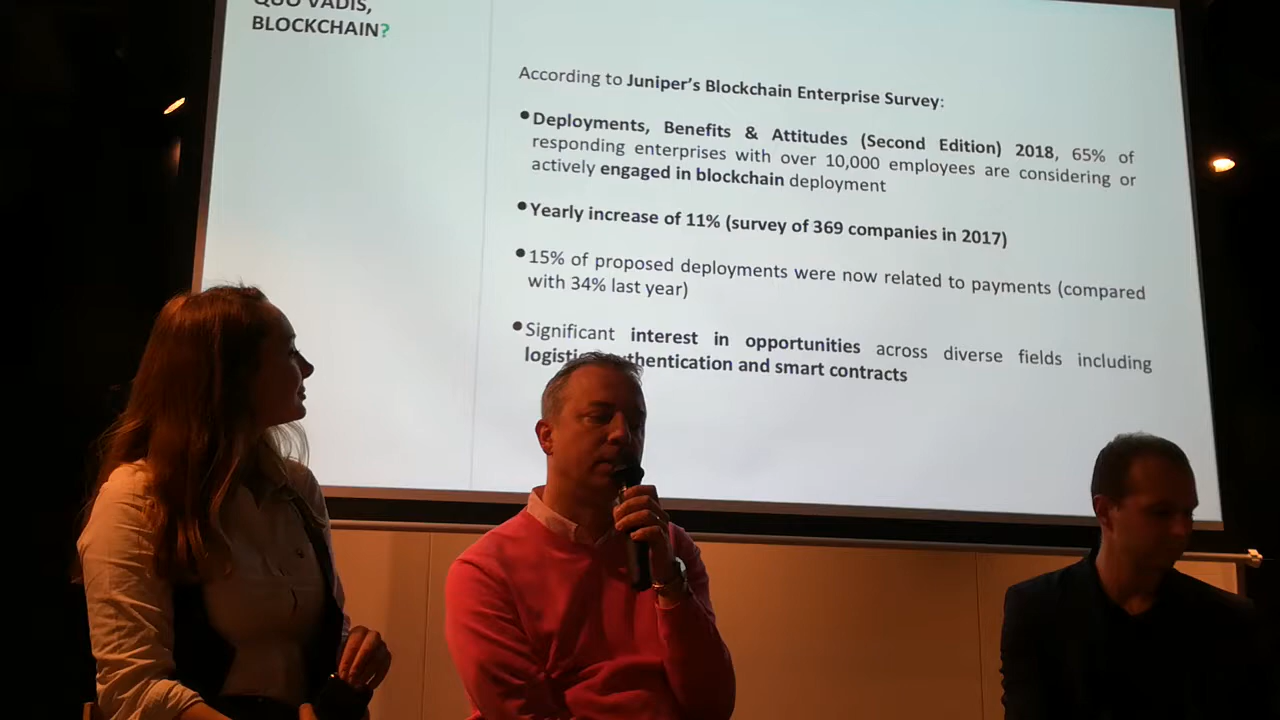 QUO VADIS,
BLOCKCHAIN?
According to Juniper's Blockchain Enterprise Survey:
•Deployments, Benefits & Attitudes (Second Edition) 2018, 65% of
responding enterprises with over 10,000 employees are considering or
actively engaged in blockchain deployment
•Yearly increase of 11% (survey of 369 companies in 2017)
•15% of proposed deployments were now related to payments (compared
with 34% last year)
•Significant interest in opportunities across diverse fields including
and smart contracts